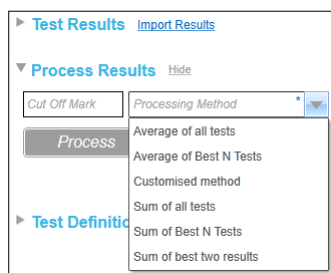 Test Results Import Results
Process Results Hide
Cut Off Mark Processing Method *
Process
Average of all tests
Average of Best N Tests
Customised method
Sum of all tests
Sum of Best N Tests
Sum of best two results
Test Definitio